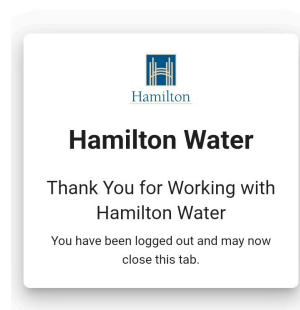 Hamilton
Hamilton Water
Thank You for Working with
Hamilton Water
You have been logged out and may now
close this tab.